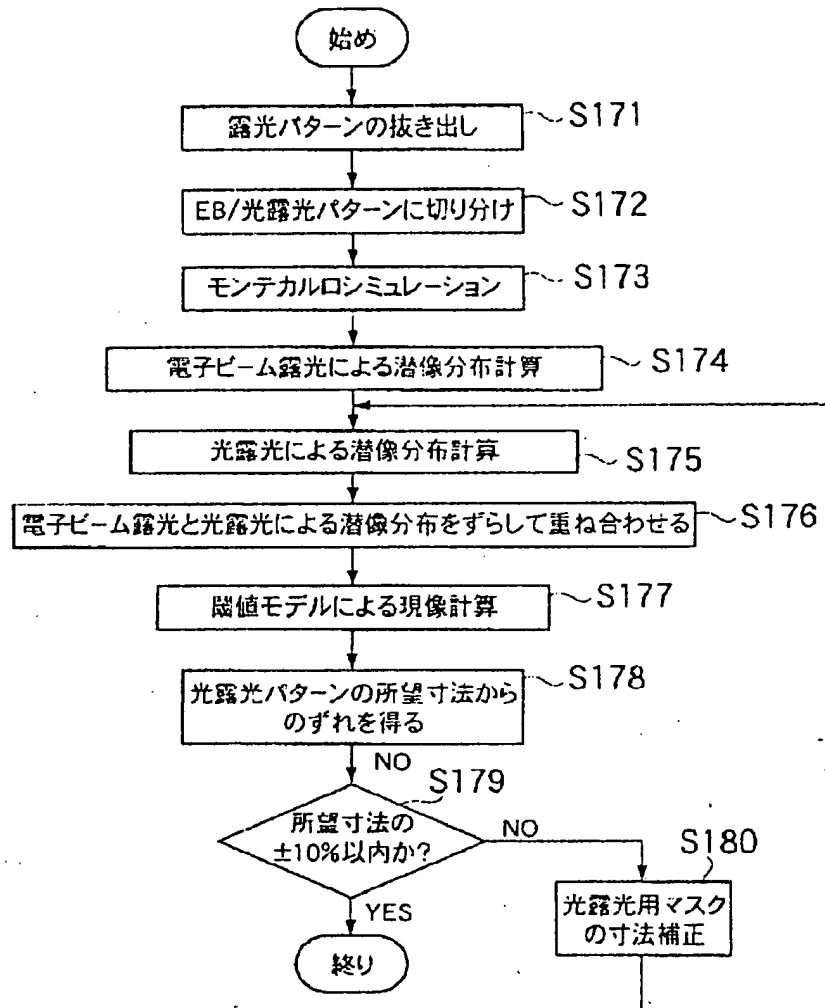 始め
露光パターンの抜き出し
S171
EB/光露光パターンに切り分け
S172
モンテカルロシミュレーション
S173
電子ビーム露光による潜像分布計算
S174
光露光による潜像分布計算
S175
電子ビーム露光と光露光による潜像分布をずらして重ね合わせる
S176
閾値モデルによる現像計算
S177
光露光パターンの所望寸法から
のずれを得る
S178
NO
S179
所望寸法の
±10%以内か?
NO
S180
光露光用マスク
の寸法補正
YES
終り